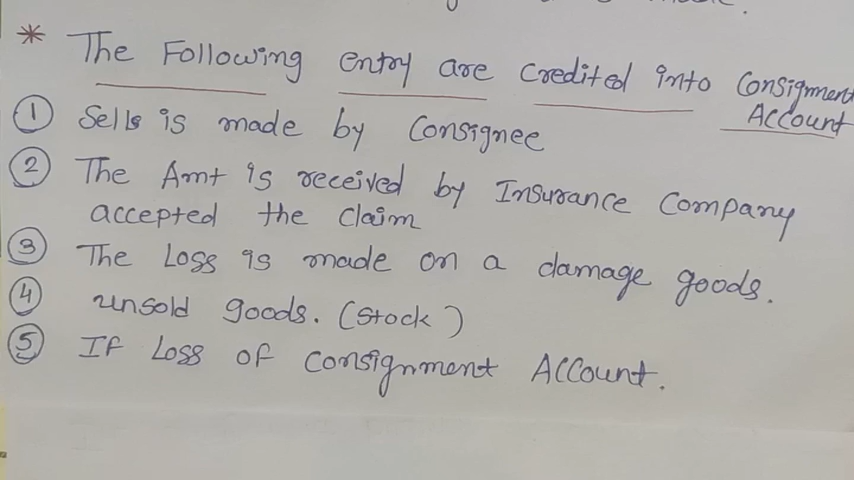 * The Following entry are credited into Consignment
Account
① Sells is made by Consignee
② The Amt is received by Insurance Company
accepted the claim
③ The Loss is made on a damage goods.
④ unsold goods. (Stock)
⑤ If Loss of Consignment Account.